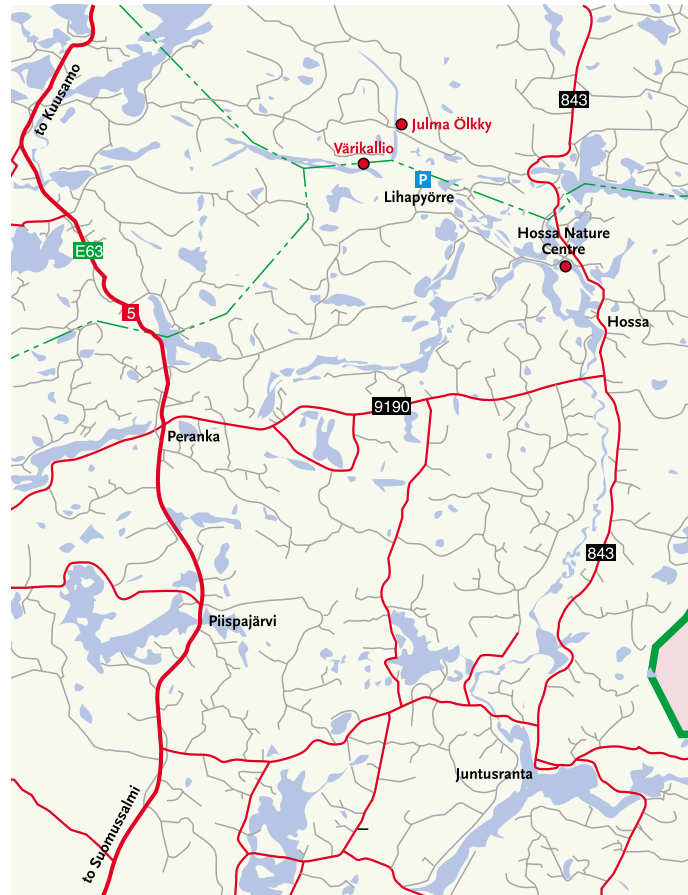 to Kuusamo
843
Julma Ölkky
Värikallio
P
Lihapyörre
Hossa Nature
Centre
E63
5
Hossa
9190
Peranka
843
Piispajärvi
Juntusranta
to Suomussalmi